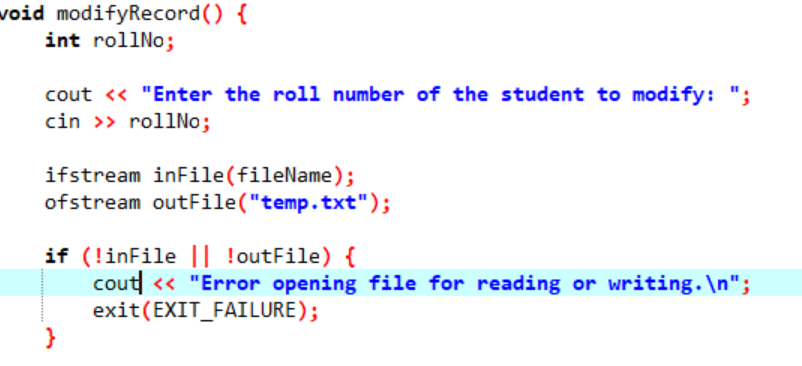 void modifyRecord() {
    int rollNo;

    cout << "Enter the roll number of the student to modify: ";
    cin >> rollNo;

    ifstream inFile(fileName);
    ofstream outFile("temp.txt");

    if (!inFile || !outFile) {
        cout << "Error opening file for reading or writing.\n";
        exit(EXIT_FAILURE);
    }